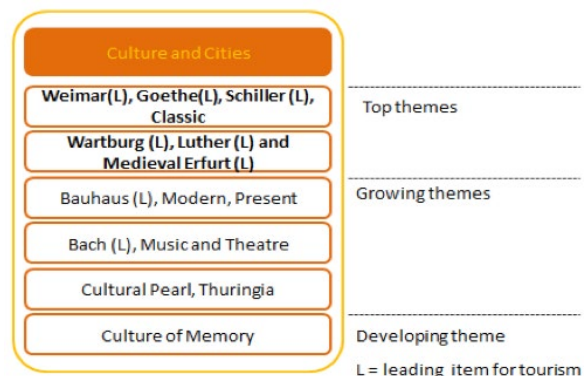 Culture and Cities
Weimar(L), Goethe(L), Schiller (L),
Classic
Top themes
Wartburg (L), Luther (L) and
Medieval Erfurt (L)
Bauhaus (L), Modern, Present
Growing themes
Bach (L), Music and Theatre
Cultural Pearl, Thuringia
Culture of Memory
Developing theme
L = leading item for tourism